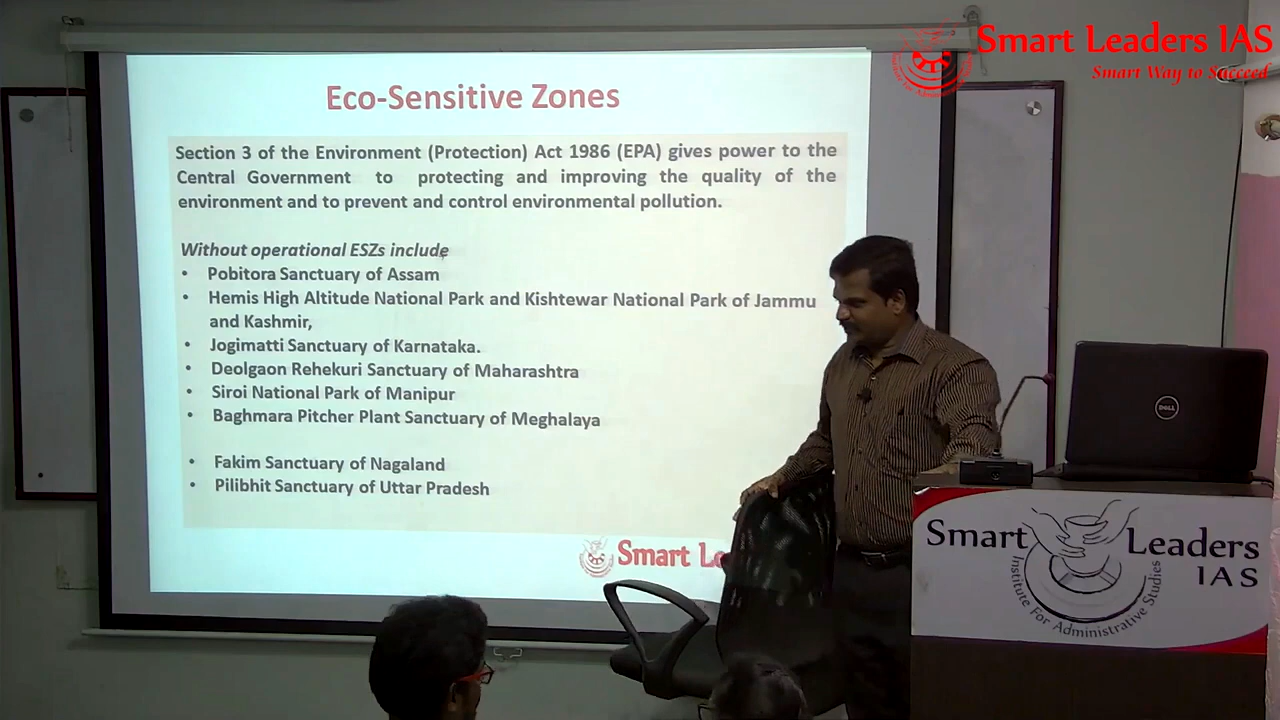 Smart Leaders IAS
Smart Way to Succeed
Eco-Sensitive Zones
Section 3 of the Environment (Protection) Act 1986 (EPA) gives power to the
Central Government to protecting and improving the quality of the
environment and to prevent and control environmental pollution.
Without operational ESZs include
• Pobitora Sanctuary of Assam
• Hemis High Altitude National Park and Kishtewar National Park of Jammu
and Kashmir,
• Jogimatti Sanctuary of Karnataka.
• Deolgaon Rehekuri Sanctuary of Maharashtra
• Siroi National Park of Manipur
• Baghmara Pitcher Plant Sanctuary of Meghalaya
• Fakim Sanctuary of Nagaland
• Pilibhit Sanctuary of Uttar Pradesh
Smart
DELL
Smart Leaders
IAS
Institute For Administrative Studies